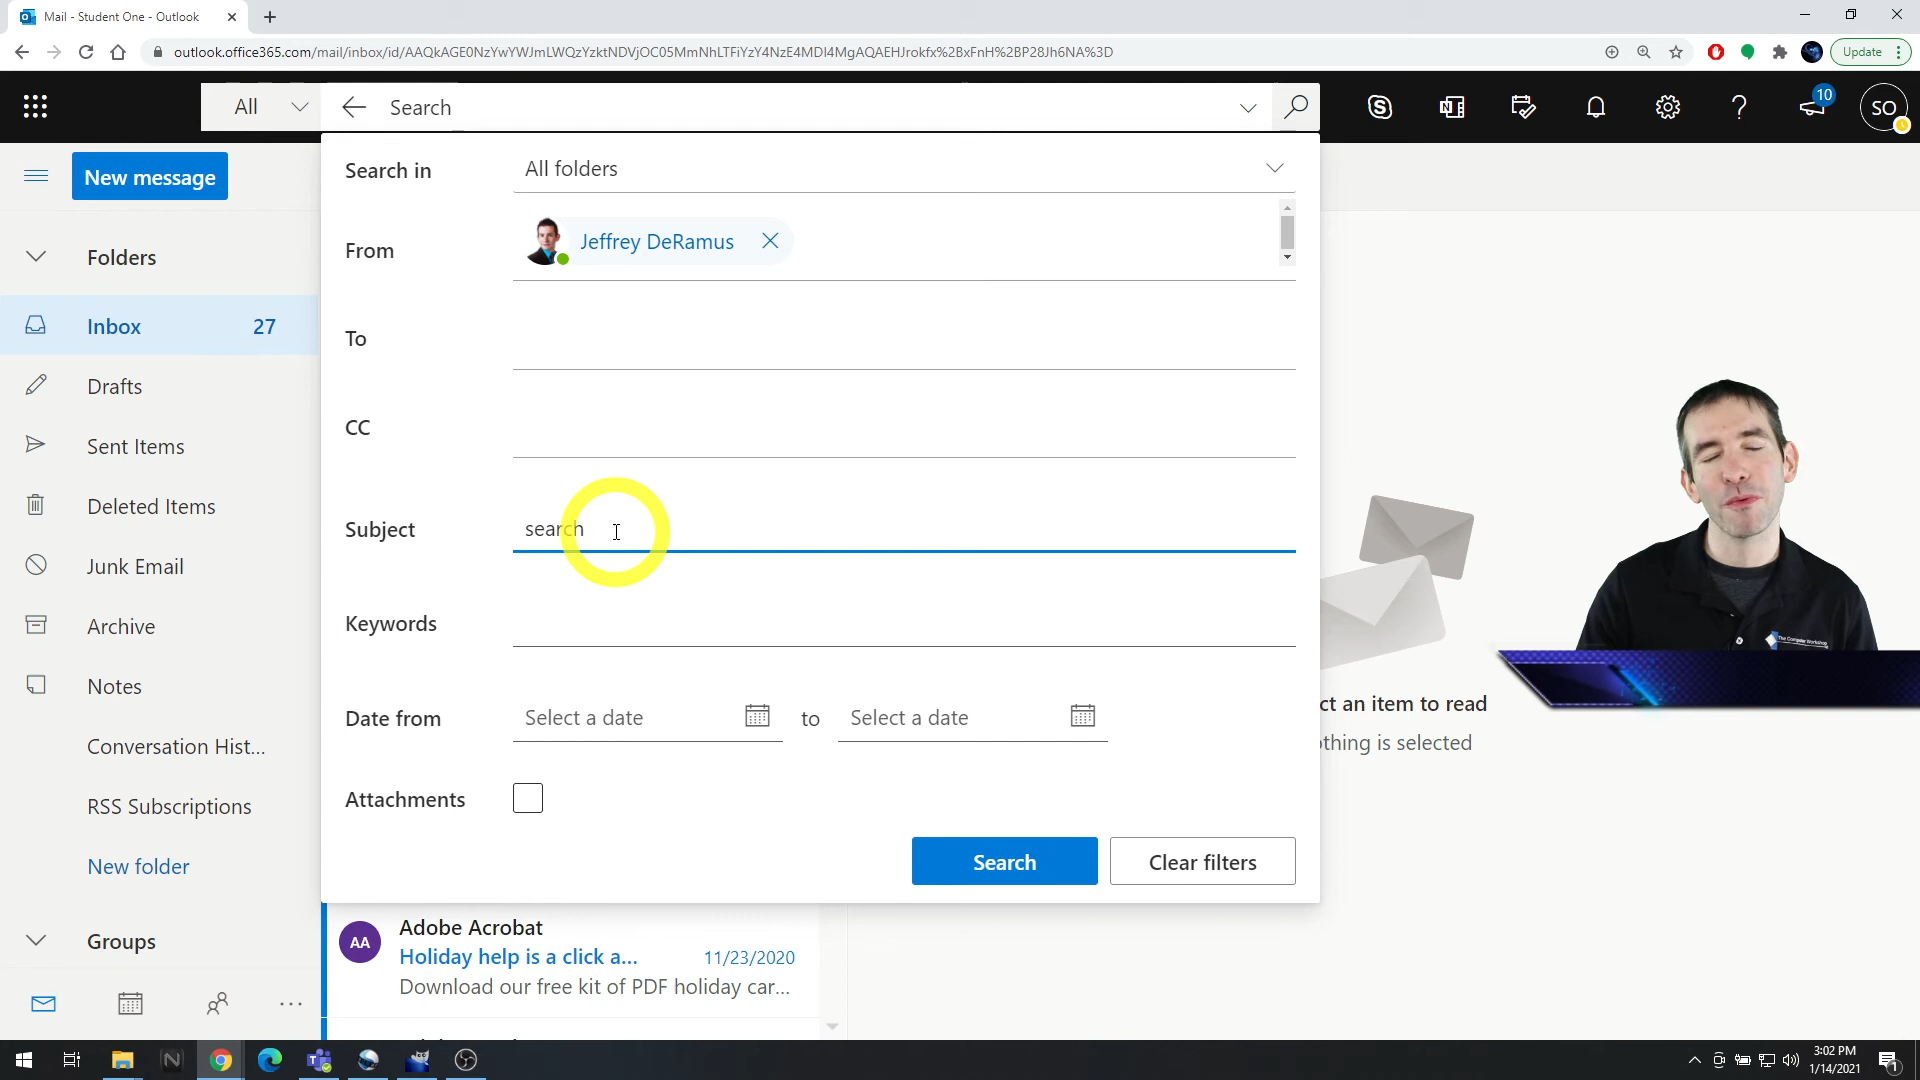 Mail - Student One - Outlook
outlook.office365.com/mail/inbox/id/AAQkAGE0NzYwYWJmLWQzYzktNDVjOC05MmNhLTFiYzY4NzE4MDI4MgAQAEHJrokfx%2BxFnH%2BP28Jh6NA%3D
Update
All
Search
10
SO
New message
Search in
All folders
From
Jeffrey DeRamus
To
CC
Subject
search
Keywords
Date from
Select a date
to
Select a date
Attachments
Search
Clear filters
Folders
Inbox 27
Drafts
Sent Items
Deleted Items
Junk Email
Archive
Notes
Conversation Hist...
RSS Subscriptions
New folder
Groups
AA
Adobe Acrobat
Holiday help is a click a... 11/23/2020
Download our free kit of PDF holiday car...
ct an item to read
thing is selected
The Computer Workshop
3:02 PM
1/14/2021
1